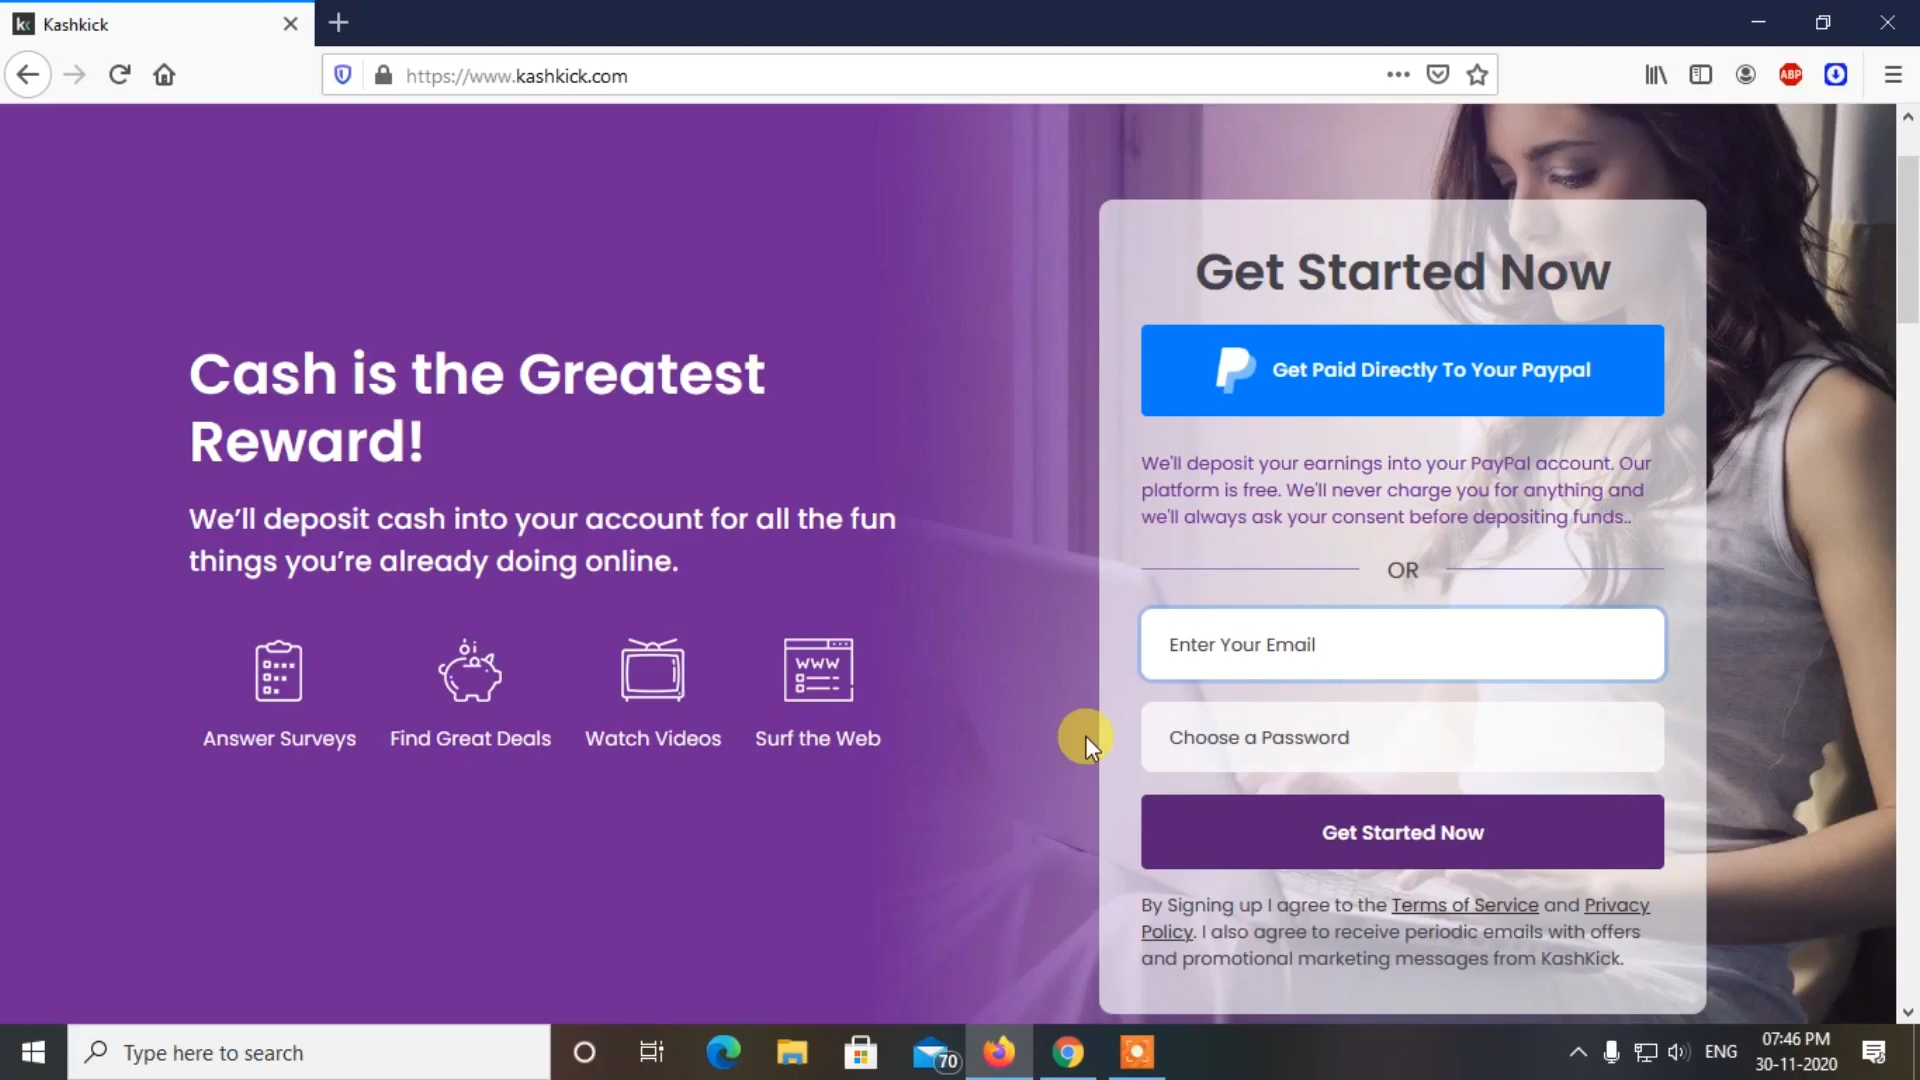 Kashkick
https://www.kashkick.com
ABP
Cash is the Greatest
Reward!
We'll deposit cash into your account for all the fun
things you're already doing online.
WWW
Answer Surveys
Find Great Deals
Watch Videos
Surf the Web
Get Started Now
Get Paid Directly To Your Paypal
We'll deposit your earnings into your PayPal account. Our
platform is free. We'll never charge you for anything and
we'll always ask your consent before depositing funds..
OR
Enter Your Email
Choose a Password
Get Started Now
By Signing up I agree to the Terms of Service and Privacy
Policy. I also agree to receive periodic emails with offers
and promotional marketing messages from KashKick.
Type here to search
70
ENG
07:46 PM
30-11-2020